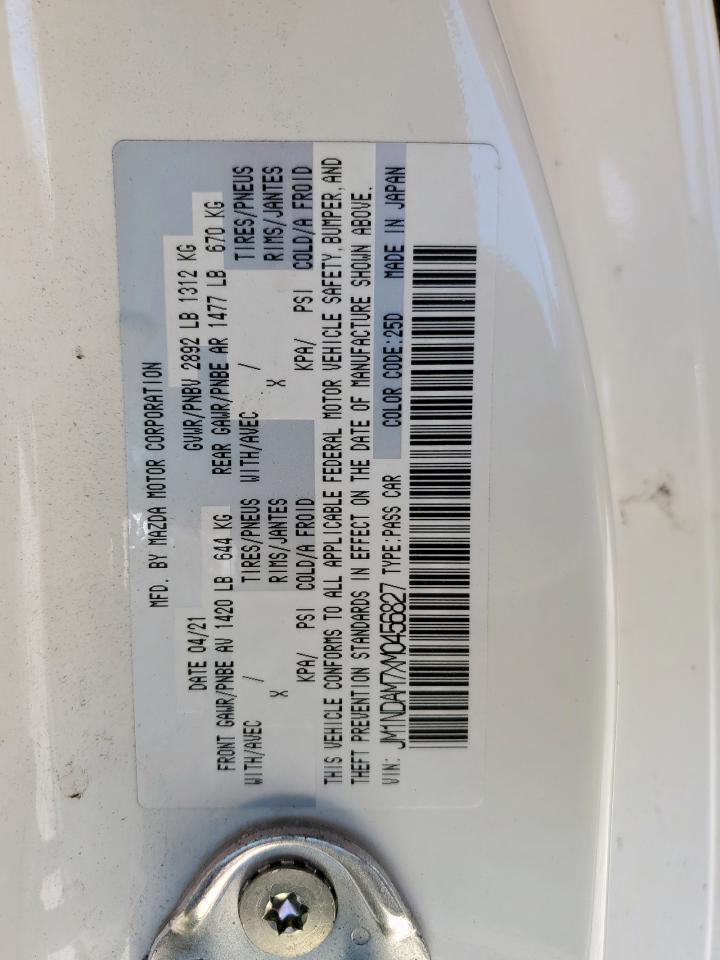 MFD. BY MAZDA MOTOR CORPORATION
DATE 04/21 GVWR/PNBV 2892 LB 1312 KG
FRONT GAWR/PNBE AV 1420 LB 644 KG REAR GAWR/PNBE AR 1477 LB 670 KG
WITH/AVEC / TIRES/PNEUS WITH/AVEC / TIRES/PNEUS
X RIMS/JANTES X RIMS/JANTES
KPA/ PSI COLD/A FROID KPA/ PSI COLD/A FROID
THIS VEHICLE CONFORMS TO ALL APPLICABLE FEDERAL MOTOR VEHICLE SAFETY, BUMPER, AND
THEFT PREVENTION STANDARDS IN EFFECT ON THE DATE OF MANUFACTURE SHOWN ABOVE.
VIN: JM1NDAM7XM0456827 TYPE:PASS CAR COLOR CODE:25D MADE IN JAPAN